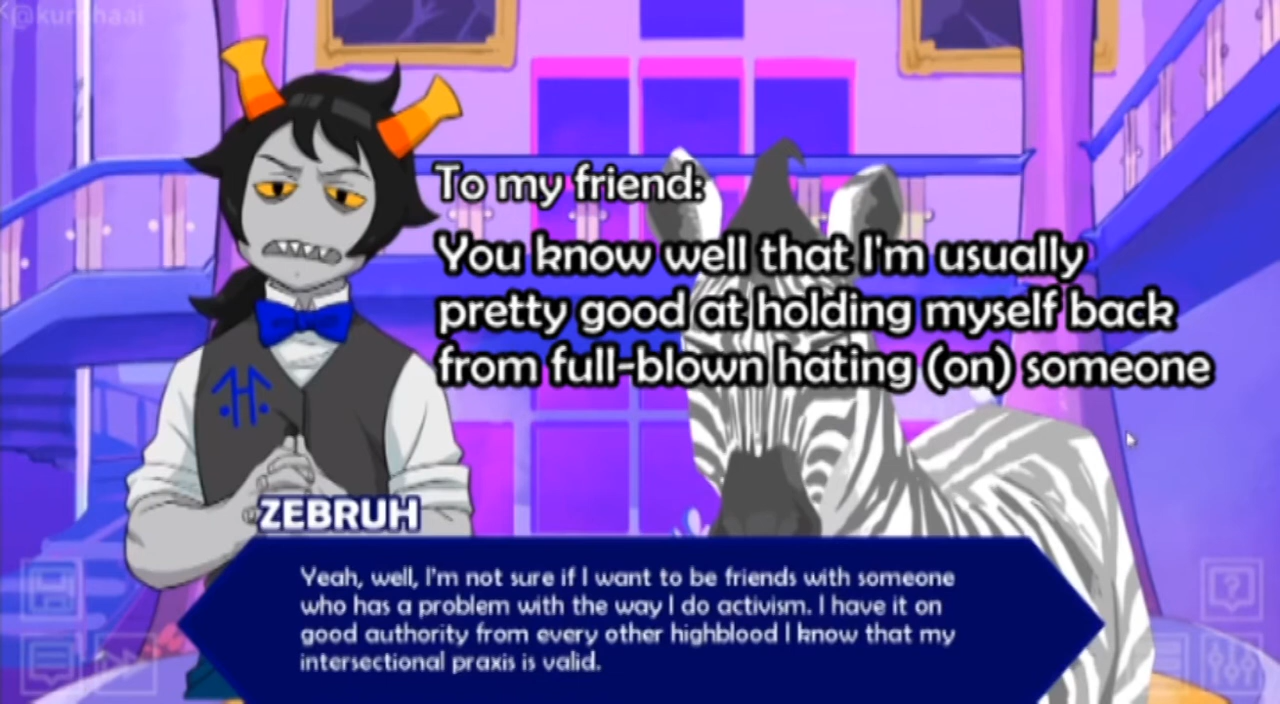 To my friend:
You know well that I'm usually
pretty good at holding myself back
from full-blown hating (on) someone
ZEBRUH
Yeah, well, I'm not sure if I want to be friends with someone
who has a problem with the way I do activism. I have it on
good authority from every other highblood I know that my
intersectional praxis is valid.